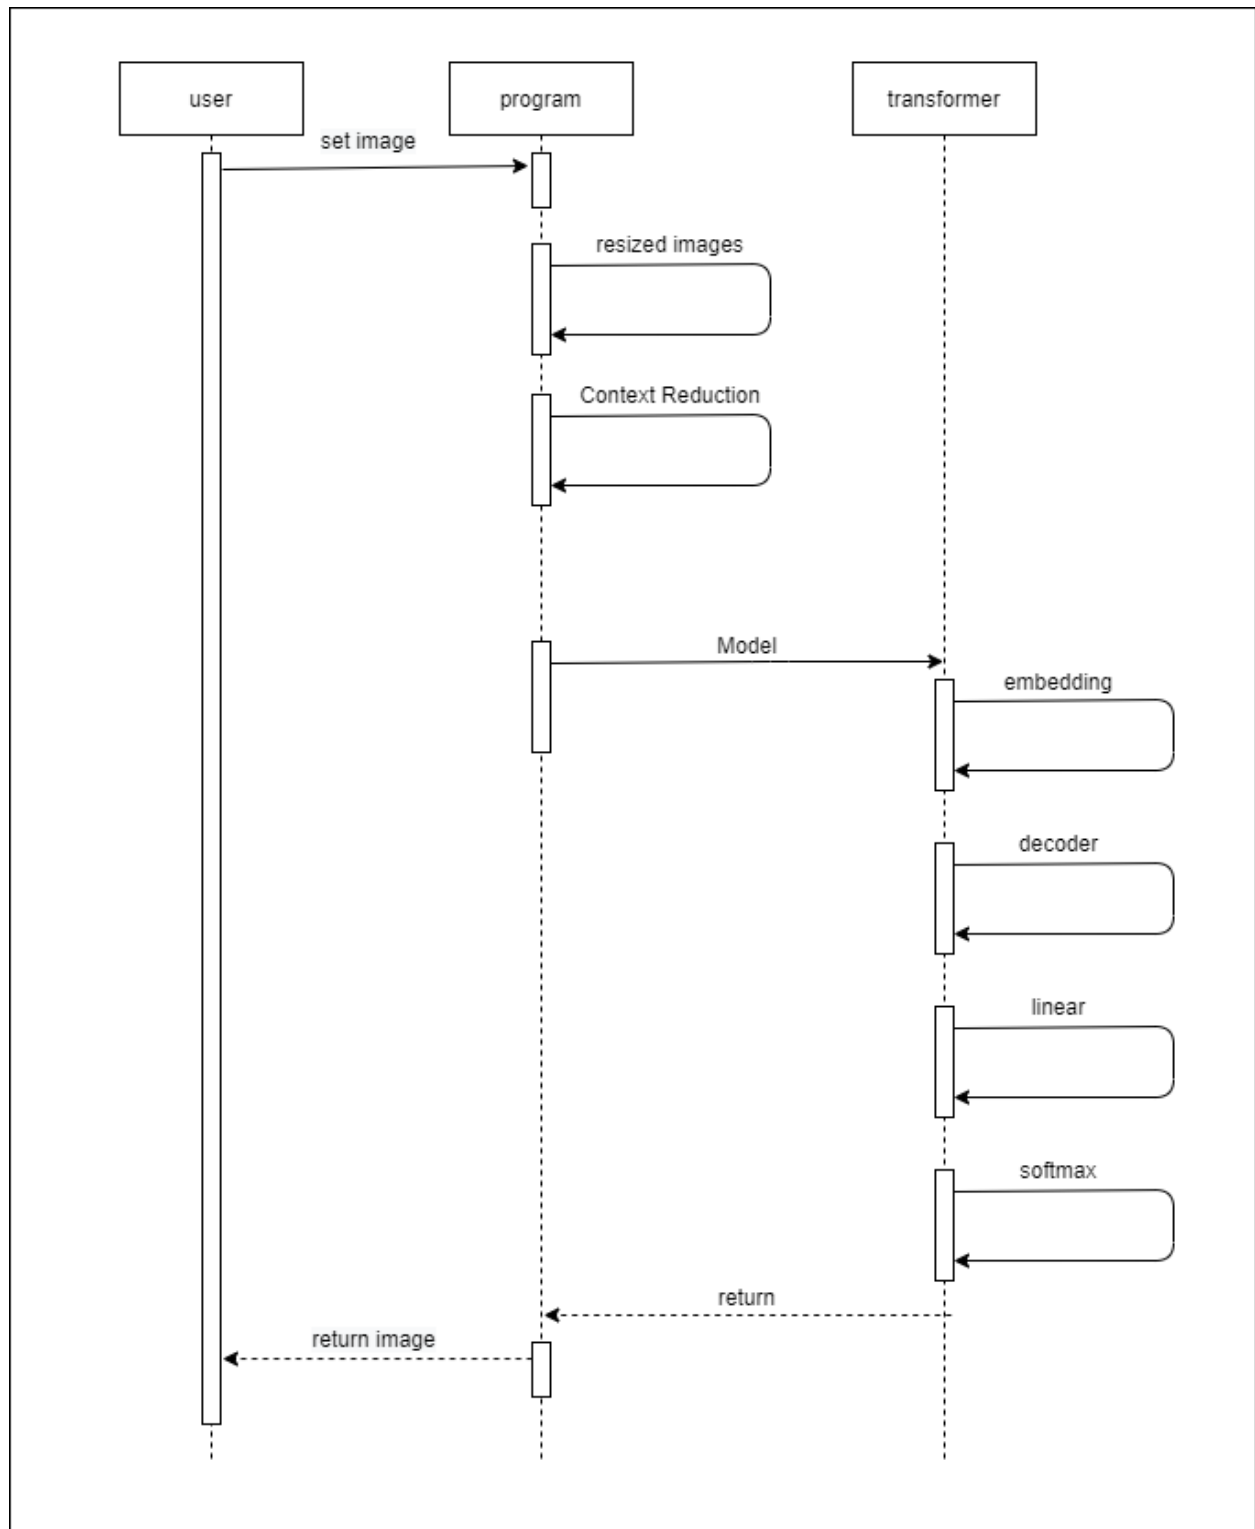 user
program
transformer
set image
resized images
Context Reduction
Model
embedding
decoder
linear
softmax
return
return image